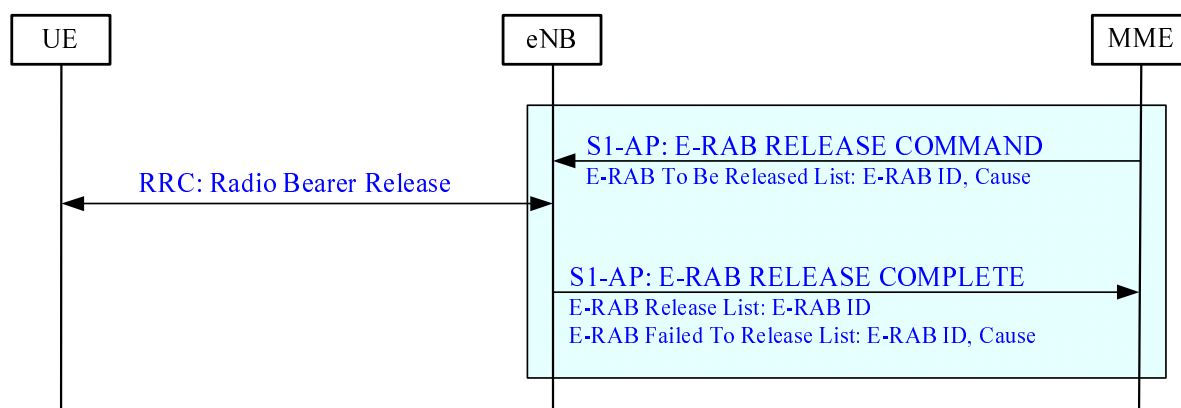 UE
eNB
MME
S1-AP: E-RAB RELEASE COMMAND
E-RAB To Be Released List: E-RAB ID, Cause
RRC: Radio Bearer Release
S1-AP: E-RAB RELEASE COMPLETE
E-RAB Release List: E-RAB ID
E-RAB Failed To Release List: E-RAB ID, Cause